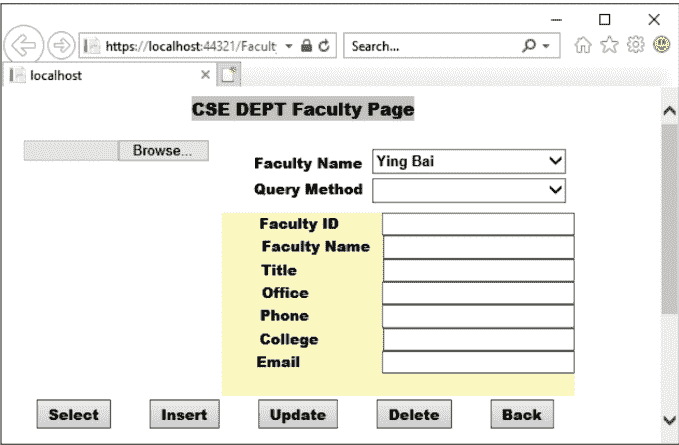 https://localhost:44321/Facult
Search...
localhost
CSE DEPT Faculty Page
Browse...
Faculty Name Ying Bai
Query Method
Faculty ID
Faculty Name
Title
Office
Phone
College
Email
Select Insert Update Delete Back